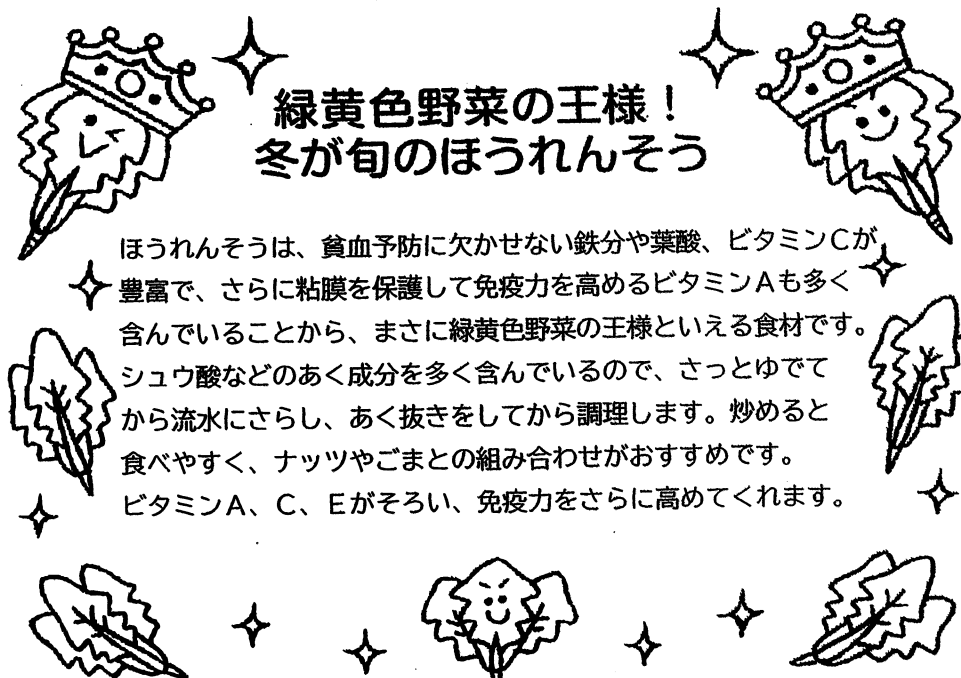 緑黄色野菜の王様！
冬が旬のほうれんそう
ほうれんそうは、貧血予防に欠かせない鉄分や葉酸、ビタミンCが
豊富で、さらに粘膜を保護して免疫力を高めるビタミンAも多く
含んでいることから、まさに緑黄色野菜の王様といえる食材です。
シュウ酸などのあく成分を多く含んでいるので、さっとゆでて
から流水にさらし、あく抜きをしてから調理します。炒めると
食べやすく、ナッツやごまとの組み合わせがおすすめです。
ビタミンA、C、Eがそろい、免疫力をさらに高めてくれます。